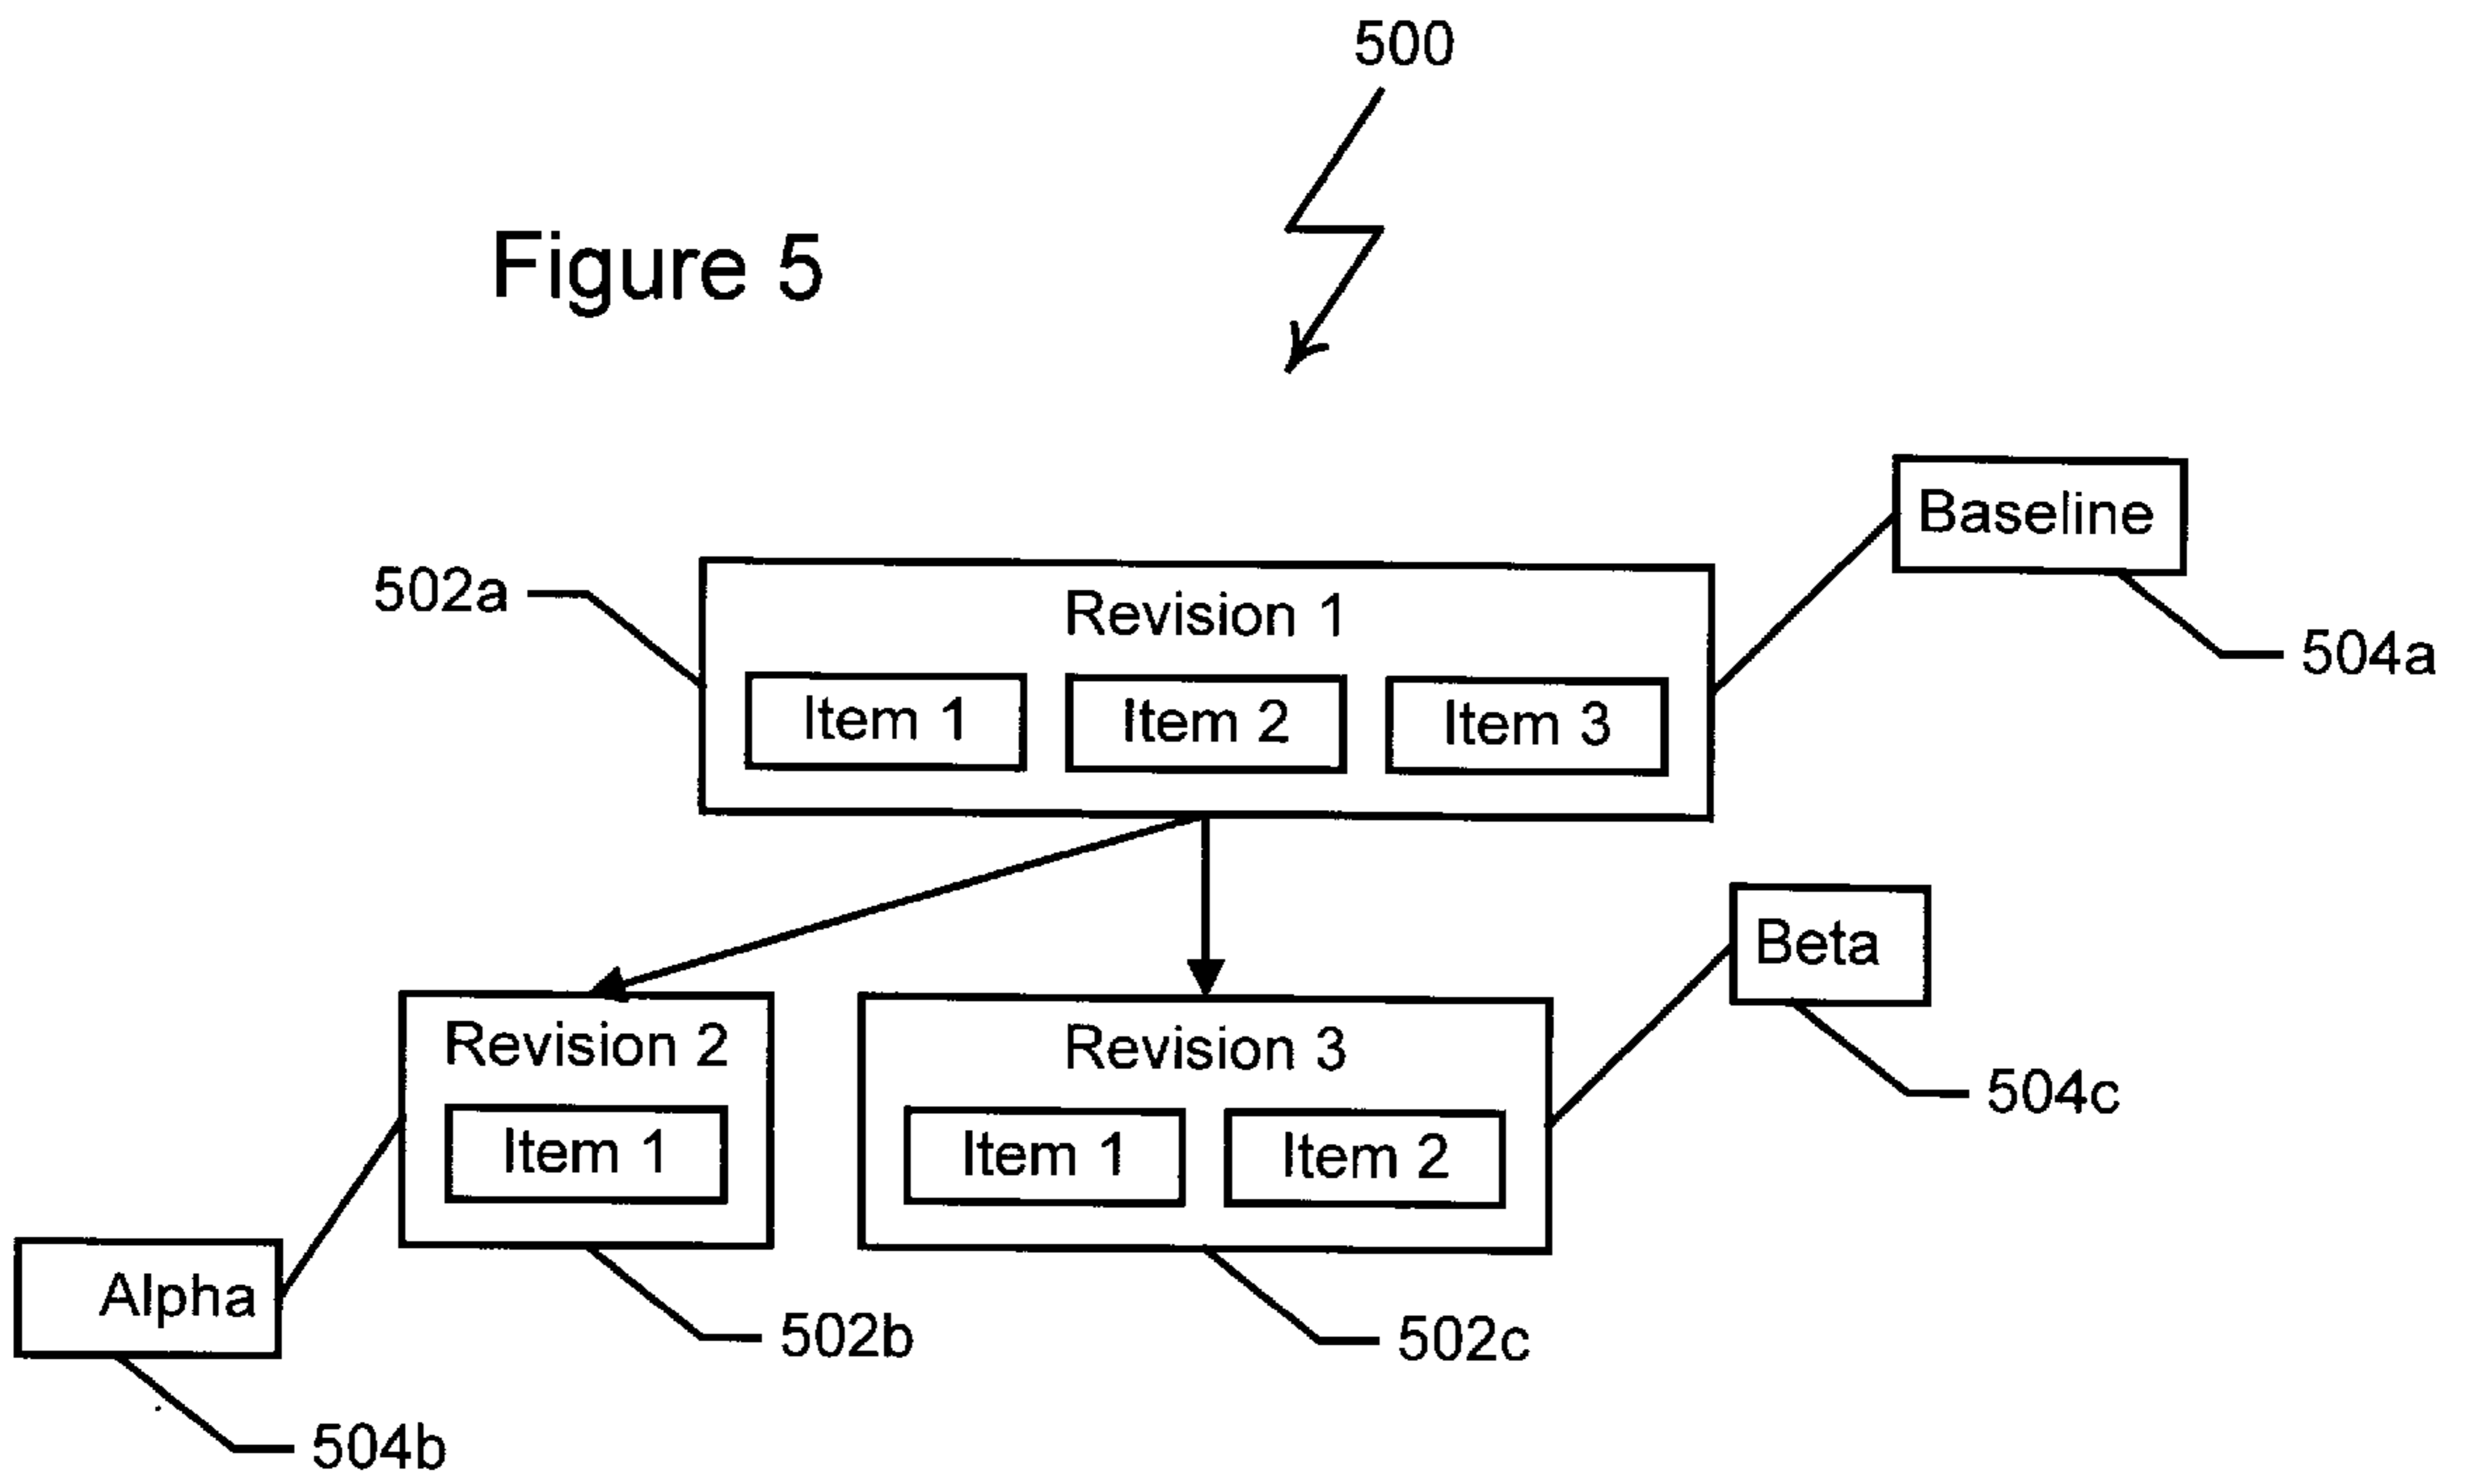 500
Figure 5
Baseline
502a
Revision 1
504a
Item 1 Item 2 Item 3
Beta
Revision 2 Revision 3
504c
Item 1 Item 1 Item 2
Alpha
502b 502c
504b